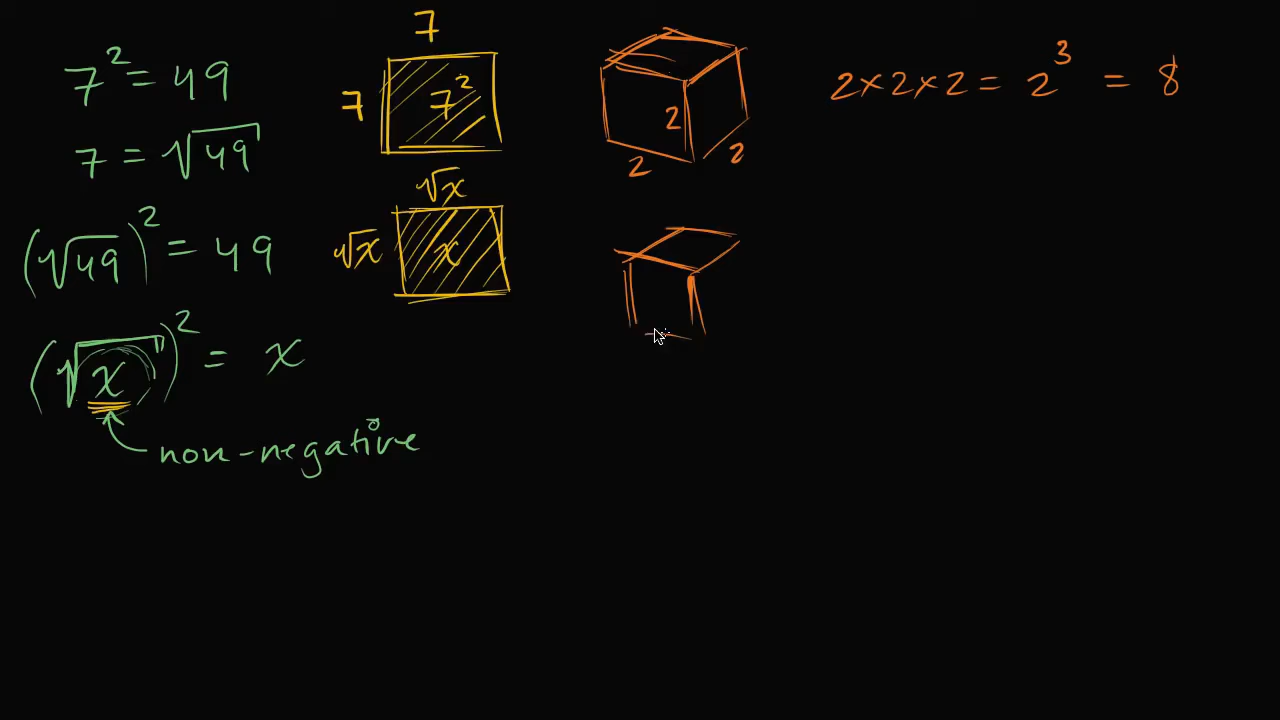 7² = 49
7 = √49
(√49)² = 49
(√x)² = x
non-negative
7
7
7²
√x
√x
x
2
2
2
2×2×2 = 2³ = 8